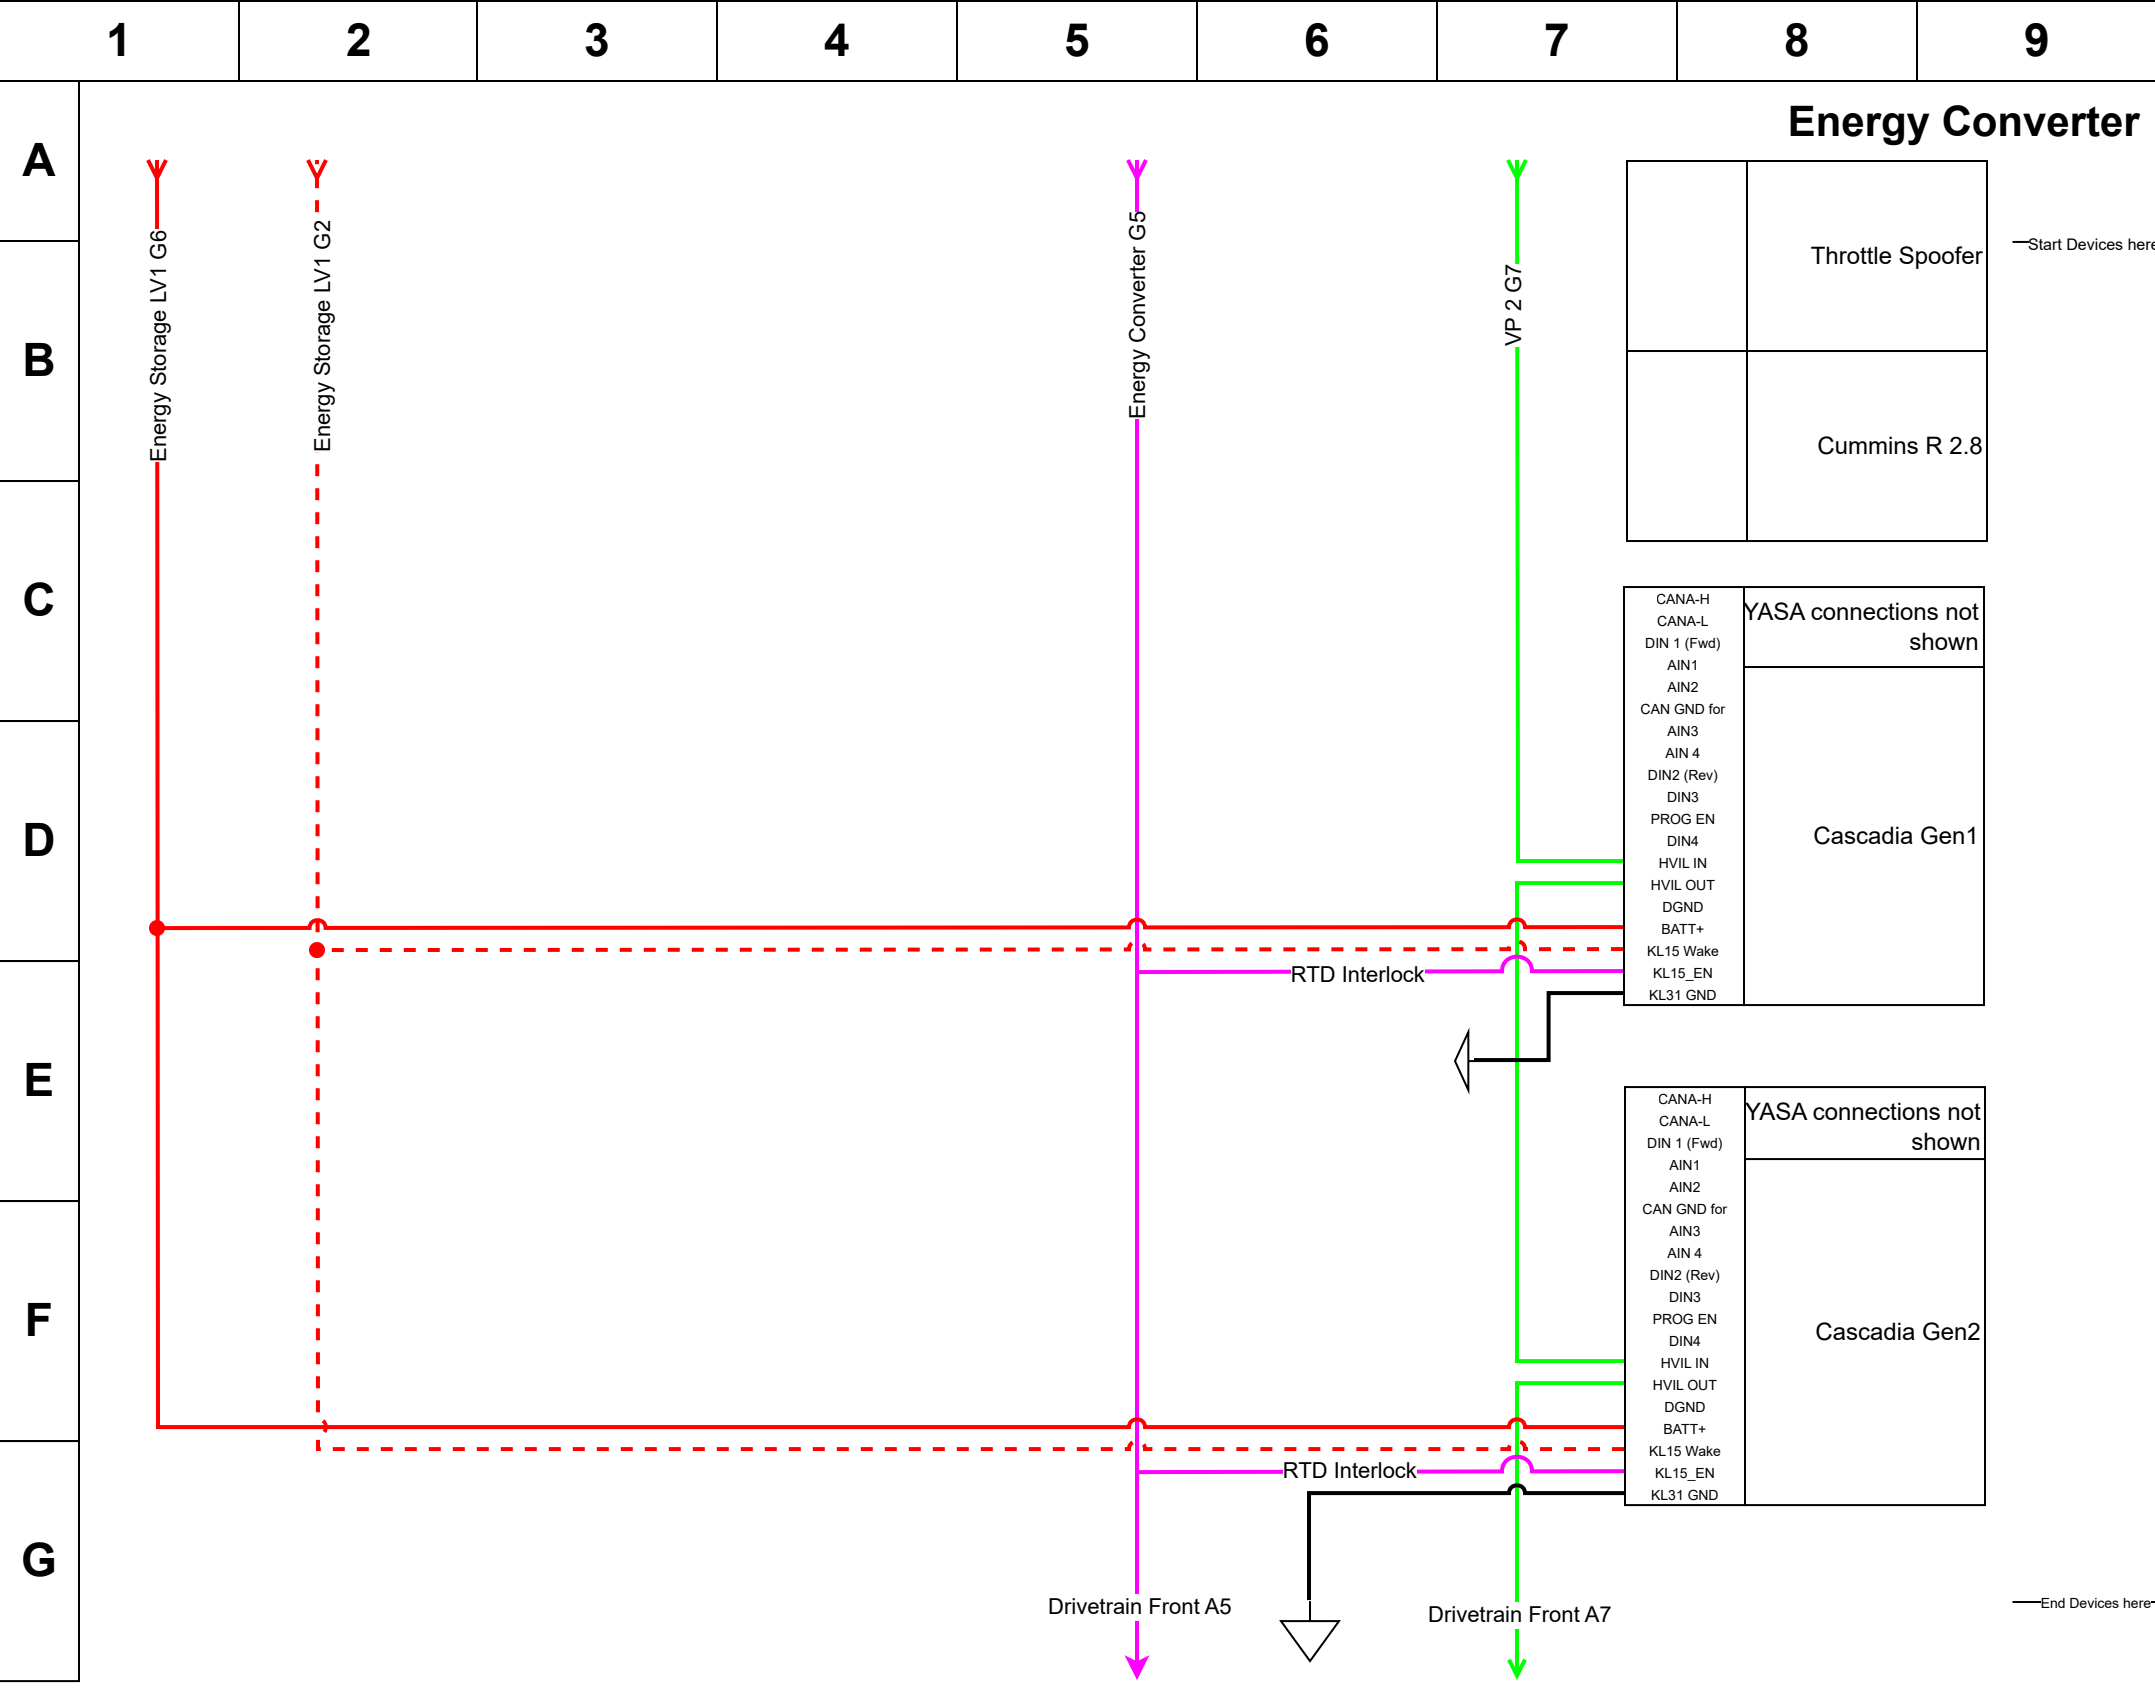 1 2 3 4 5 6 7 8 9
Energy Converter
A
B
C
D
E
F
G
Energy Storage LV1 G6
Energy Storage LV1 G2
Energy Converter G5
VP 2 G7
Throttle Spoofer
Start Devices here
Cummins R 2.8
CANA-H
CANA-L
DIN 1 (Fwd)
AIN1
AIN2
CAN GND for
AIN3
AIN 4
DIN2 (Rev)
DIN3
PROG EN
DIN4
HVIL IN
HVIL OUT
DGND
BATT+
KL15 Wake
KL15_EN
KL31 GND
YASA connections not
shown
Cascadia Gen1
RTD Interlock
CANA-H
CANA-L
DIN 1 (Fwd)
AIN1
AIN2
CAN GND for
AIN3
AIN 4
DIN2 (Rev)
DIN3
PROG EN
DIN4
HVIL IN
HVIL OUT
DGND
BATT+
KL15 Wake
KL15_EN
KL31 GND
YASA connections not
shown
Cascadia Gen2
RTD Interlock
Drivetrain Front A5
Drivetrain Front A7
End Devices here